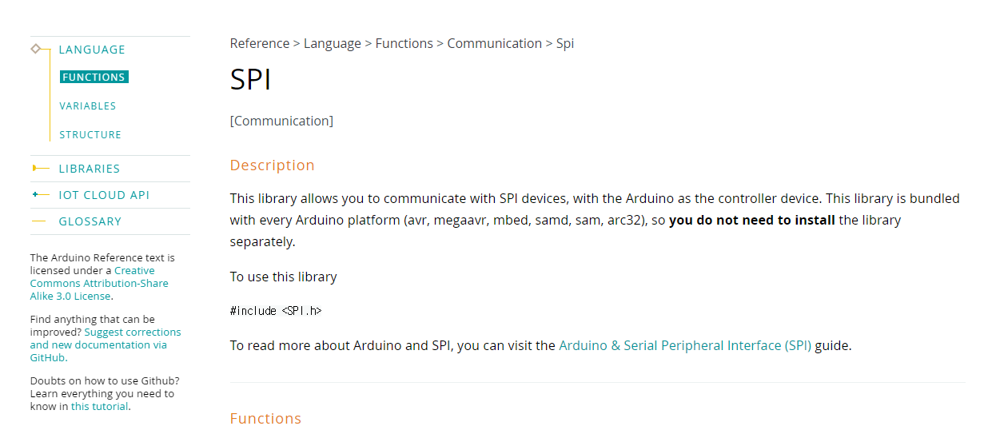 LANGUAGE
FUNCTIONS
VARIABLES
STRUCTURE
LIBRARIES
IOT CLOUD API
GLOSSARY
The Arduino Reference text is
licensed under a Creative
Commons Attribution-Share
Alike 3.0 License.
Find anything that can be
improved? Suggest corrections
and new documentation via
GitHub.
Doubts on how to use Github?
Learn everything you need to
know in this tutorial.
Reference > Language > Functions > Communication > Spi
SPI
[Communication]
Description
This library allows you to communicate with SPI devices, with the Arduino as the controller device. This library is bundled
with every Arduino platform (avr, megaavr, mbed, samd, sam, arc32), so you do not need to install the library
separately.
To use this library
#include <SPI.h>
To read more about Arduino and SPI, you can visit the Arduino & Serial Peripheral Interface (SPI) guide.
Functions